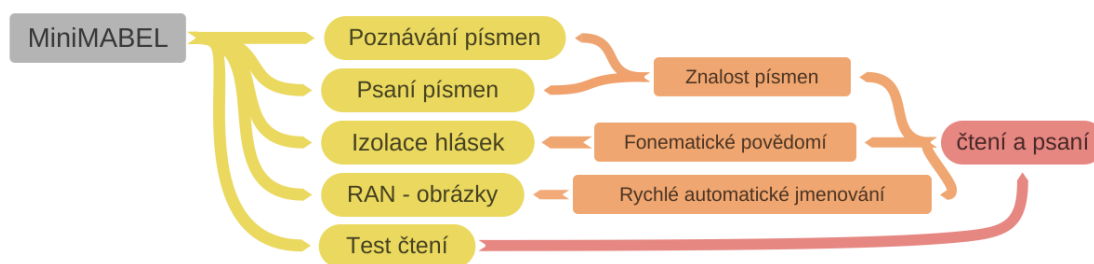 MiniMABEL
Poznávání písmen
Psaní písmen
Znalost písmen
Izolace hlásek
Fonematické povědomí
čtení a psaní
RAN - obrázky
Rychlé automatické jmenování
Test čtení